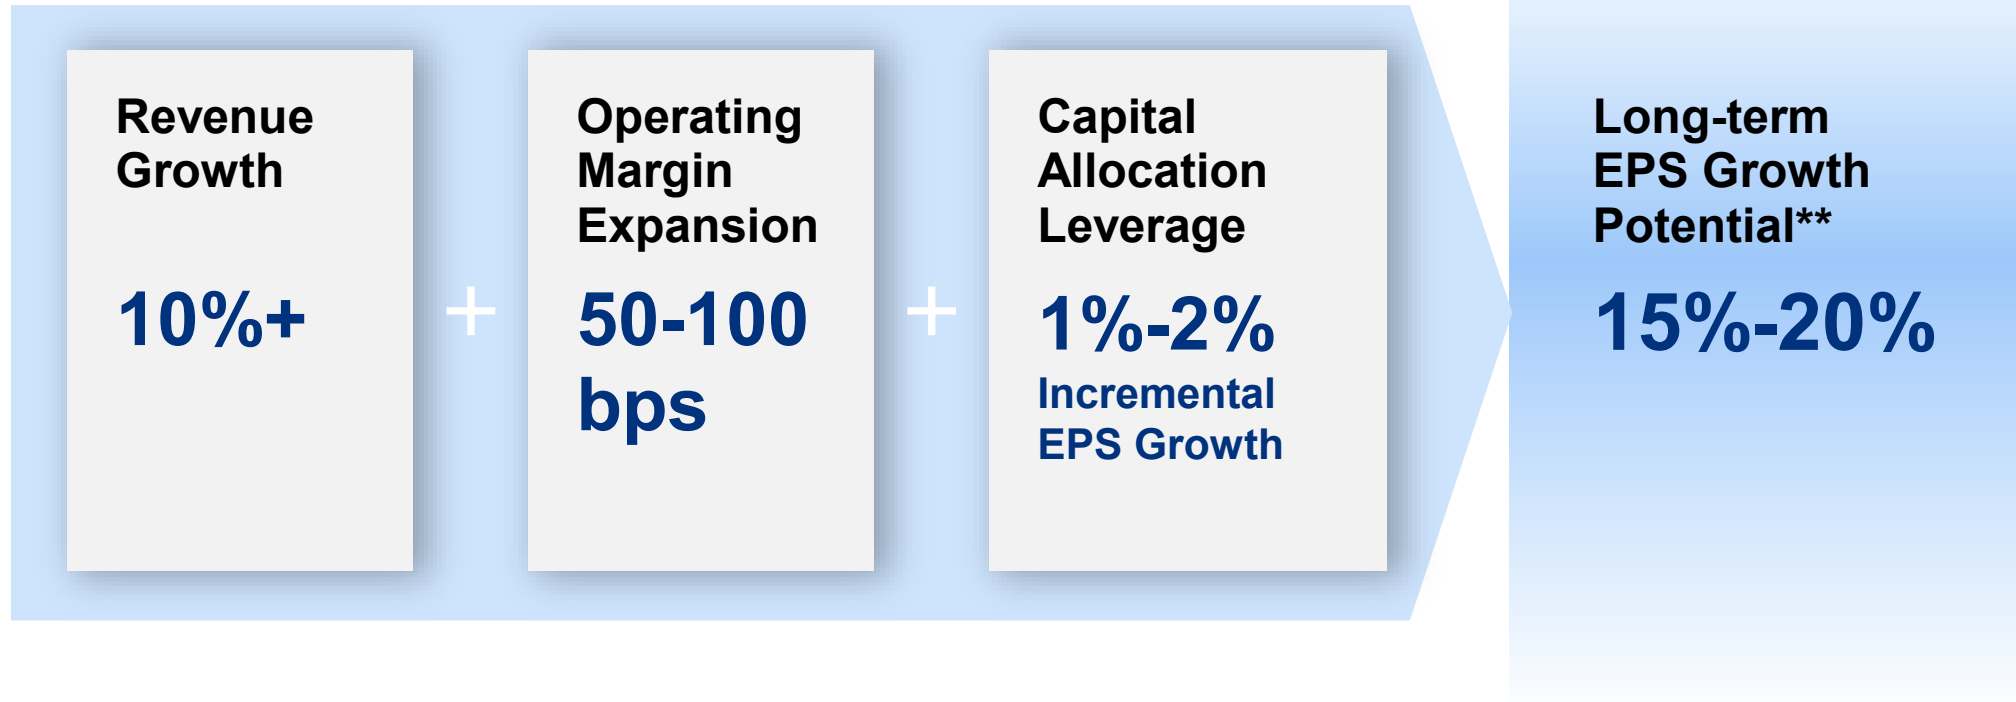 Revenue
Growth
10%+
+
Operating
Margin
Expansion
50-100
bps
+
Capital
Allocation
Leverage
1%-2%
Incremental
EPS Growth
Long-term
EPS Growth
Potential**
15%-20%